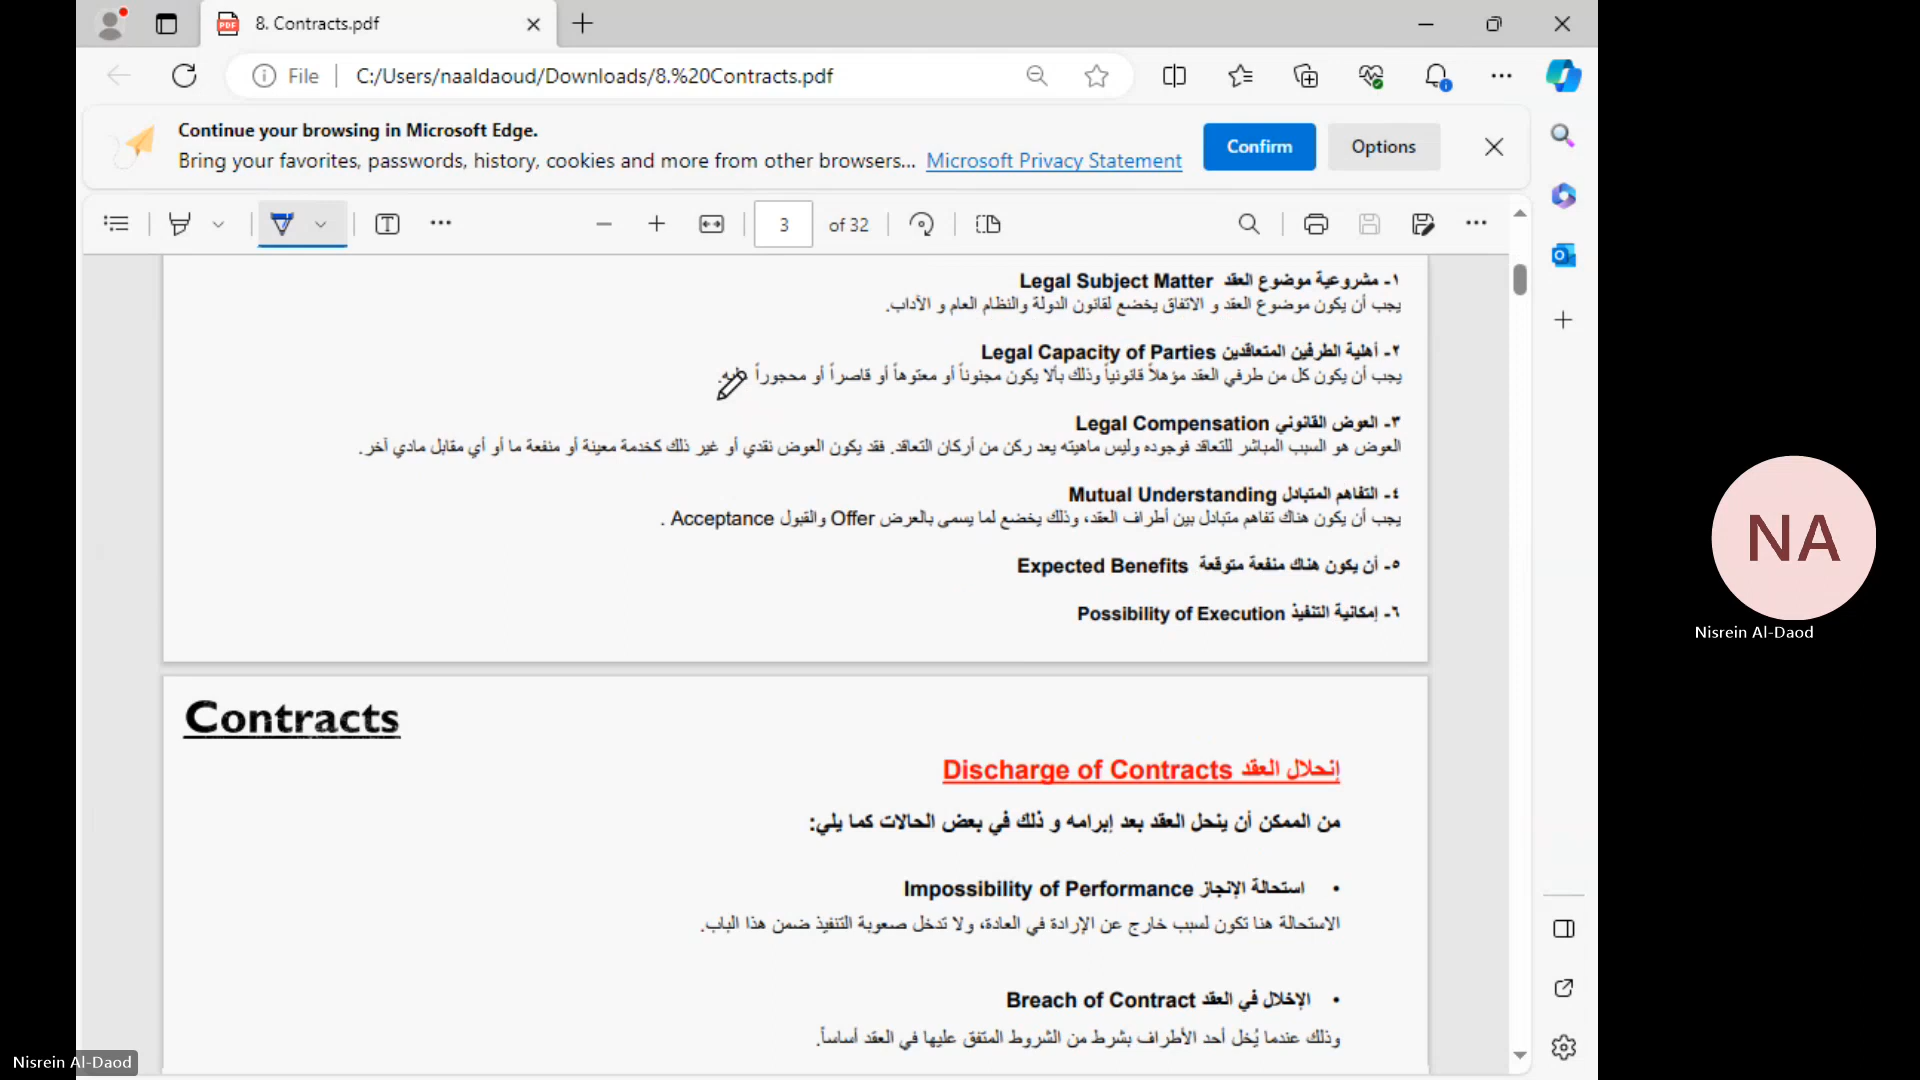 8. Contracts.pdf
File
C:/Users/naaldaoud/Downloads/8.%20Contracts.pdf
Continue your browsing in Microsoft Edge.
Bring your favorites, passwords, history, cookies and more from other browsers... Microsoft Privacy Statement
Confirm
Options
3 of 32
١- مشروعية موضوع العقد Legal Subject Matter
يجب أن يكون موضوع العقد و الاتفاق يخضع لقانون الدولة والنظام العام و الآداب.
٢- أهلية الطرفين المتعاقدين Legal Capacity of Parties
يجب أن يكون كل من طرفي العقد مؤهلاً قانونياً وذلك بألا يكون مجنوناً أو معتوهاً أو قاصراً أو محجوراً
٣- العوض القانوني Legal Compensation
العوض هو السبب المباشر للتعاقد فوجوده وليس ماهيته يعد ركن من أركان التعاقد. فقد يكون العوض نقدي أو غير ذلك كخدمة معينة أو منفعة ما أو أي مقابل مادي آخر.
٤- التفاهم المتبادل Mutual Understanding
يجب أن يكون هناك تفاهم متبادل بين أطراف العقد، وذلك يخضع لما يسمى بالعرض Offer والقبول Acceptance .
٥- أن يكون هناك منفعة متوقعة Expected Benefits
٦- إمكانية التنفيذ Possibility of Execution
Contracts
إنحلال العقد Discharge of Contracts
من الممكن أن ينحل العقد بعد إبرامه و ذلك في بعض الحالات كما يلي:
• استحالة الإنجاز Impossibility of Performance
الاستحالة هنا تكون لسبب خارج عن الإرادة في العادة، ولا تدخل صعوبة التنفيذ ضمن هذا الباب.
• الإخلال في العقد Breach of Contract
وذلك عندما يُخل أحد الأطراف بشرط من الشروط المتفق عليها في العقد أساساً.
NA
Nisrein Al-Daod
Nisrein Al-Daod